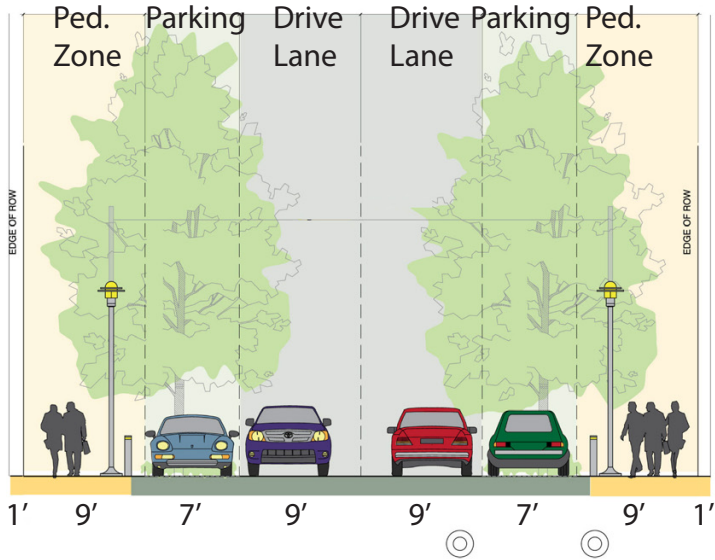 Ped. Parking Drive Drive Parking Ped.
Zone Lane Lane Zone
EDGE OF ROW
EDGE OF ROW
1’ 9’ 7’ 9’ 9’ 7’ 9’ 1’